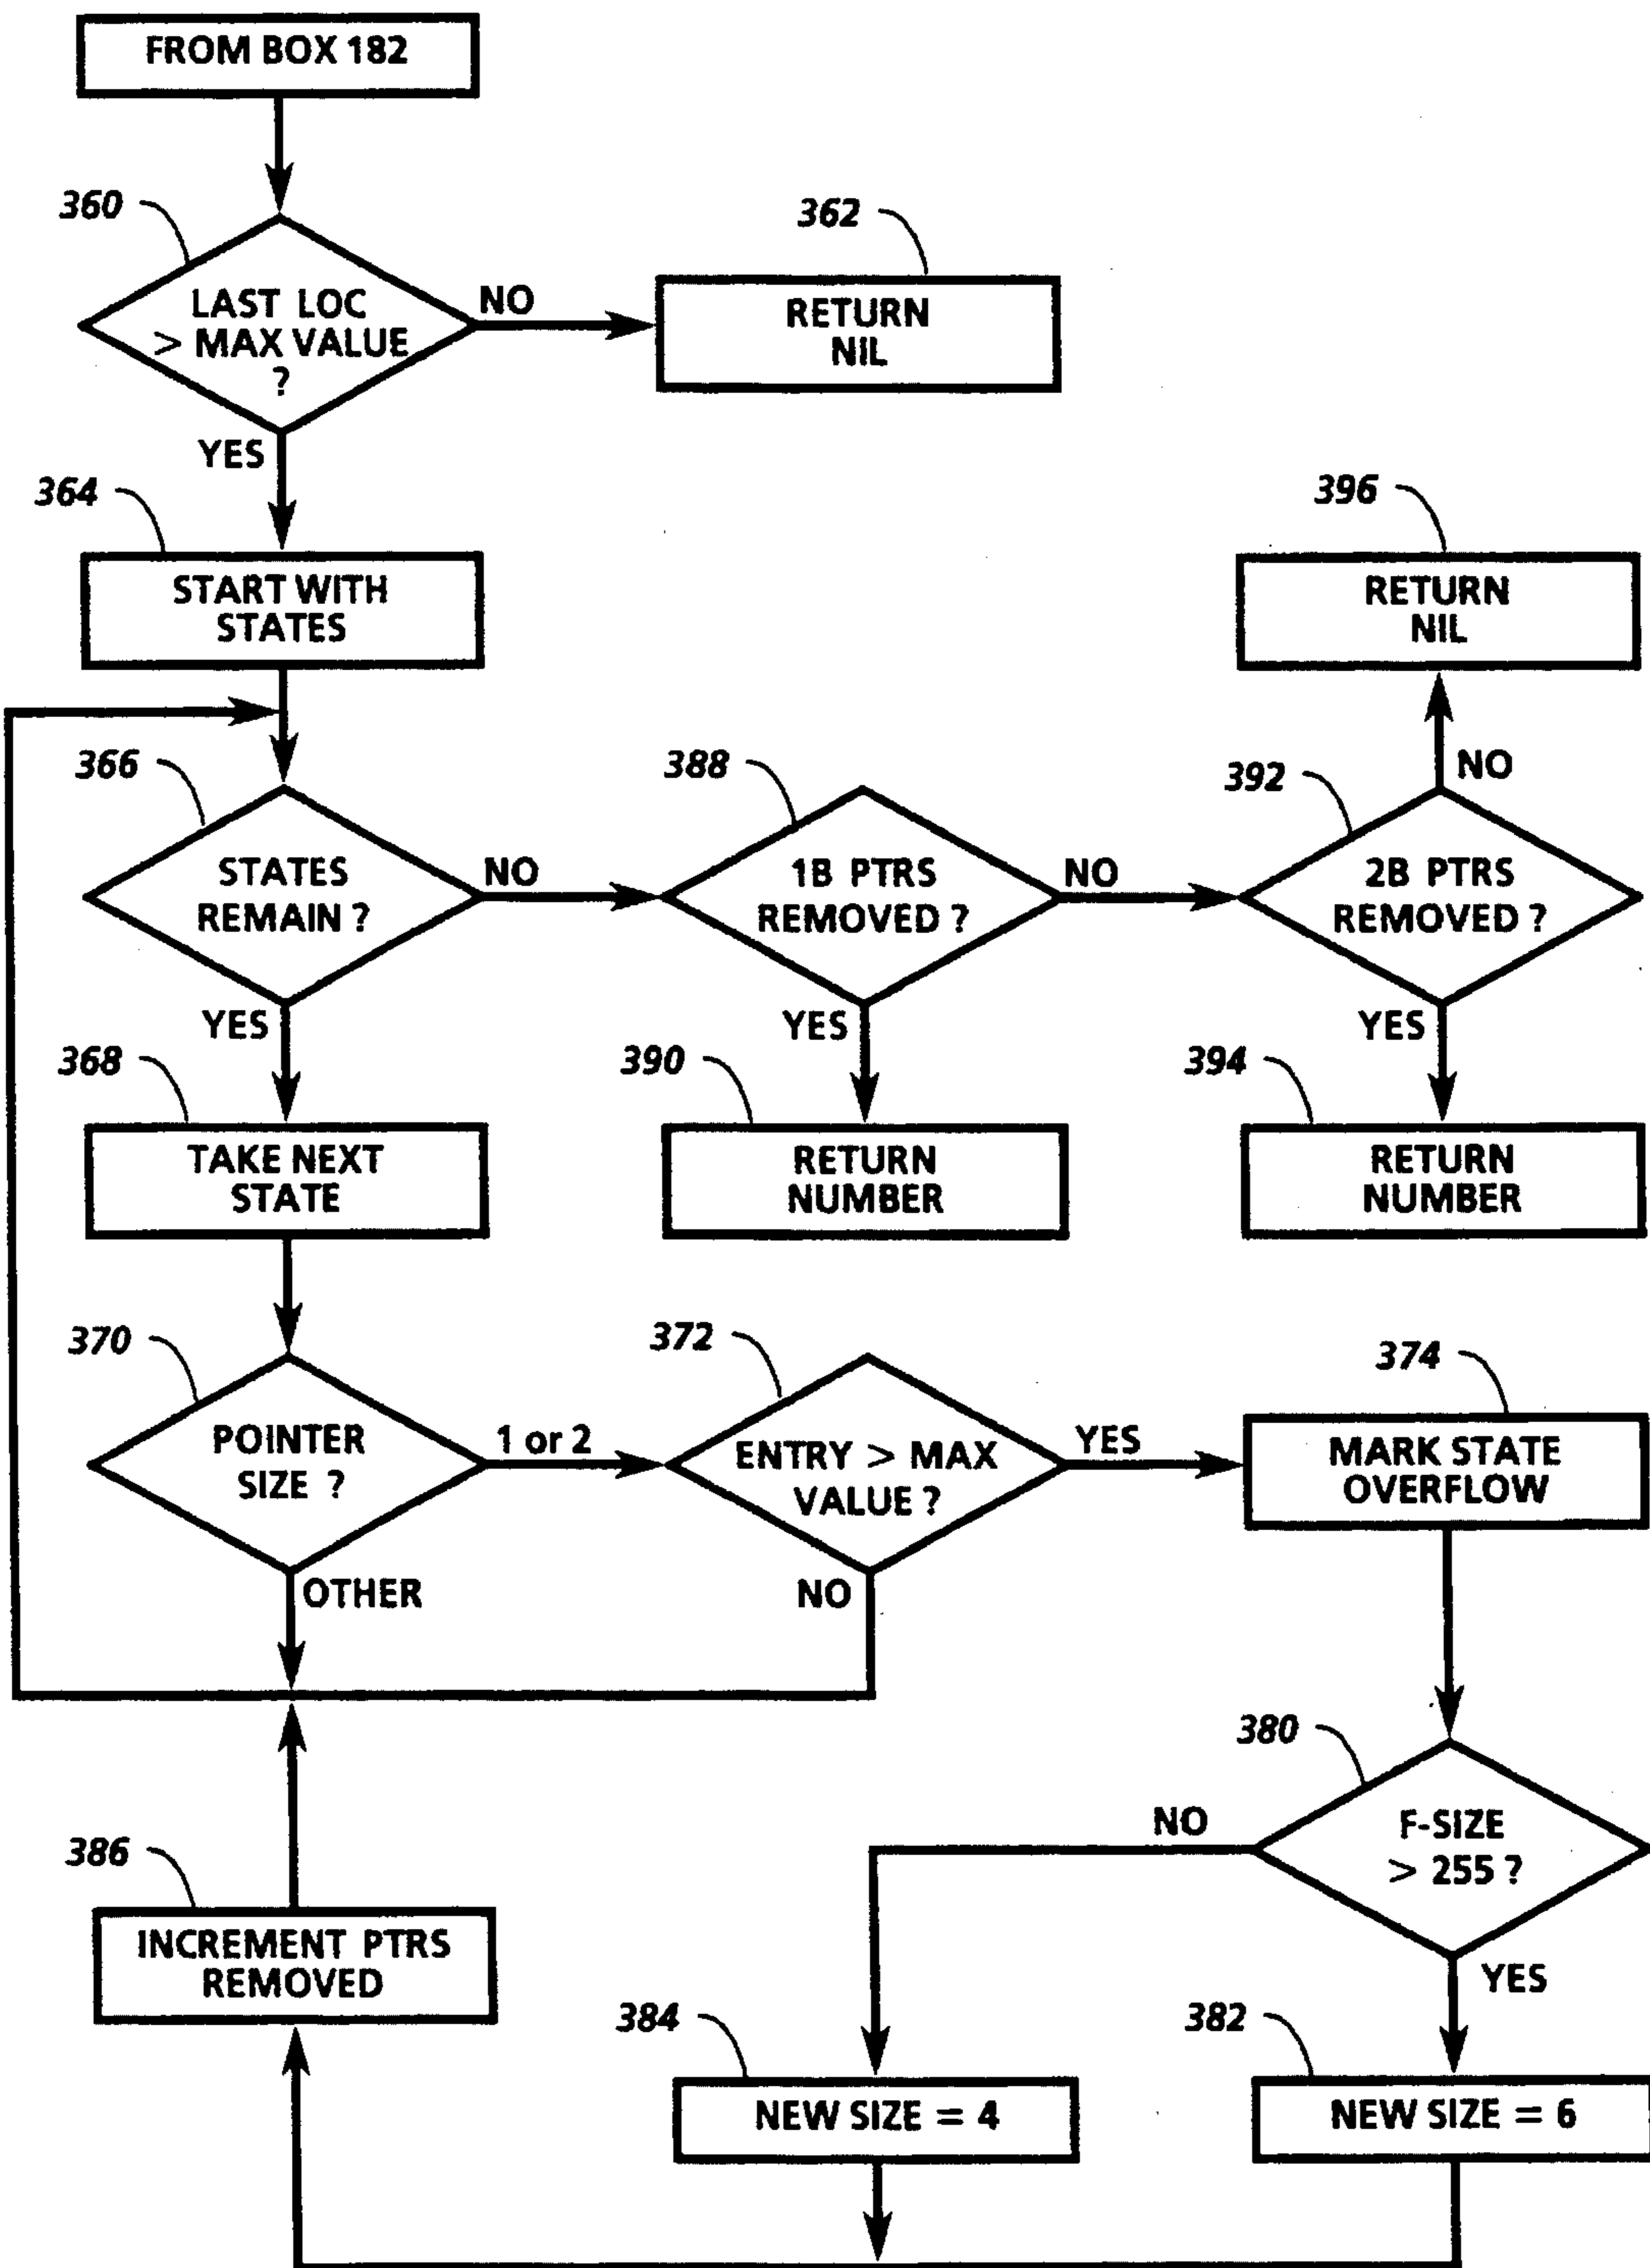 FROM BOX 182
360
LAST LOC
> MAX VALUE
?
NO
362
RETURN
NIL
YES
364
START WITH
STATES
396
RETURN
NIL
366
STATES
REMAIN ?
NO
388
1B PTRS
REMOVED ?
NO
392
2B PTRS
REMOVED ?
NO
YES
YES
YES
368
TAKE NEXT
STATE
390
RETURN
NUMBER
394
RETURN
NUMBER
370
POINTER
SIZE ?
1 or 2
372
ENTRY > MAX
VALUE ?
YES
374
MARK STATE
OVERFLOW
OTHER
NO
380
F-SIZE
> 255 ?
NO
YES
386
INCREMENT PTRS
REMOVED
384
NEW SIZE = 4
382
NEW SIZE = 6